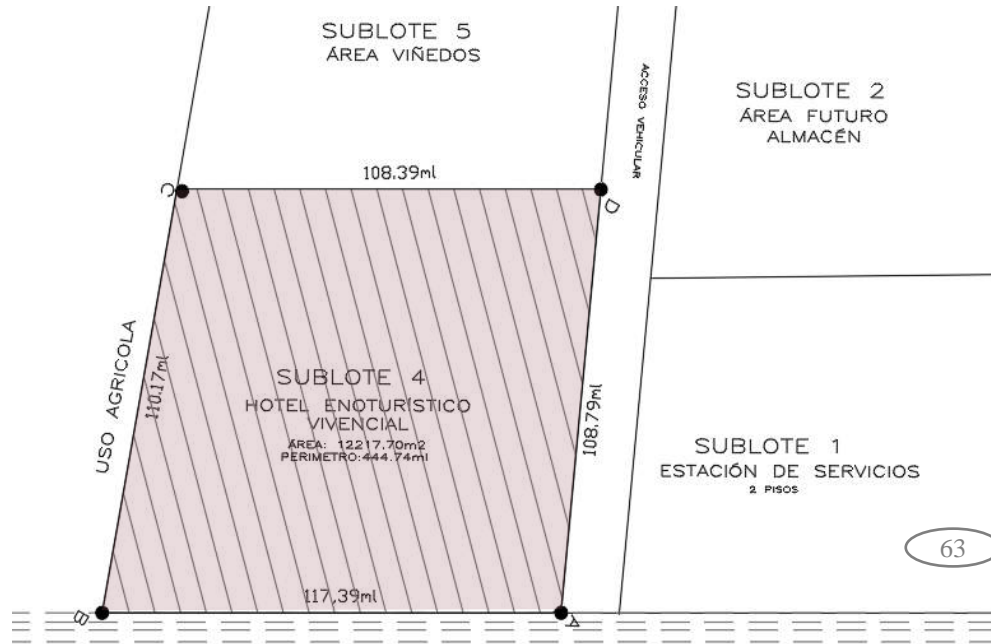 SUBLOTE 5
ÁREA VIÑEDOS
ACCESO VEHICULAR
SUBLOTE 2
ÁREA FUTURO
ALMACÉN
108.39ml
C
D
USO AGRICOLA
110.17ml
SUBLOTE 4
HOTEL ENOTURÍSTICO
VIVENCIAL
ÁREA: 12217.70m2
PERIMETRO:444.74ml
108.79ml
SUBLOTE 1
ESTACIÓN DE SERVICIOS
2 PISOS
63
117.39ml
B
A